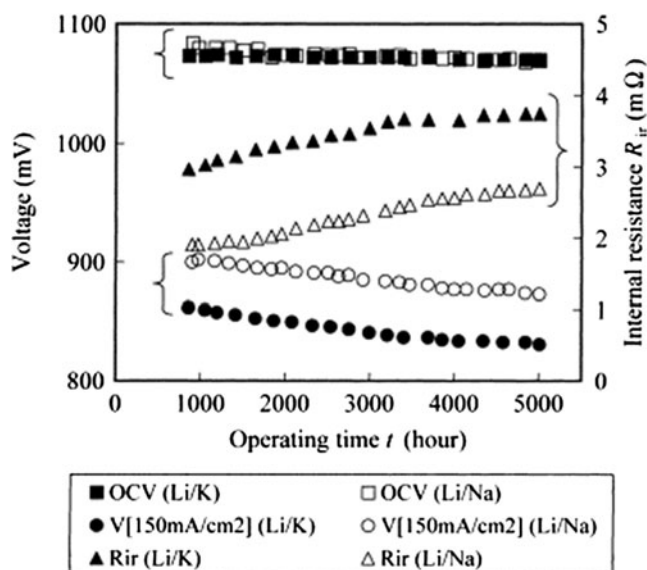 1100
1000
900
800
Voltage (mV)
5
4
3
2
1
0
Internal resistance Rir (mΩ)
0 1000 2000 3000 4000 5000
Operating time t (hour)
OCV (Li/K) OCV (Li/Na)
V[150mA/cm2] (Li/K) V[150mA/cm2] (Li/Na)
Rir (Li/K) Rir (Li/Na)